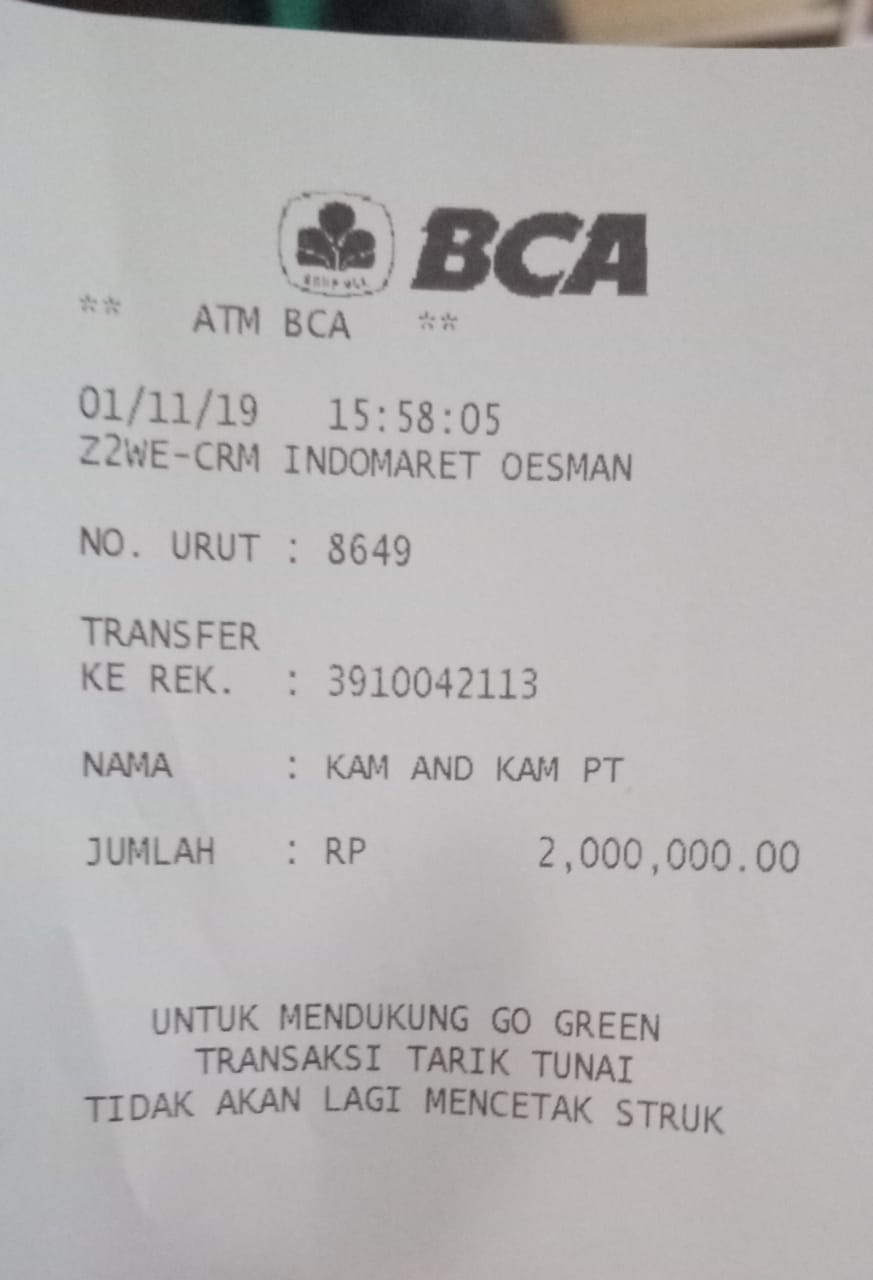 BCA
** ATM BCA **
01/11/19 15:58:05
Z2WE-CRM INDOMARET OESMAN
NO. URUT : 8649
TRANSFER
KE REK. : 3910042113
NAMA : KAM AND KAM PT
JUMLAH : RP 2,000,000.00
UNTUK MENDUKUNG GO GREEN
TRANSAKSI TARIK TUNAI
TIDAK AKAN LAGI MENCETAK STRUK